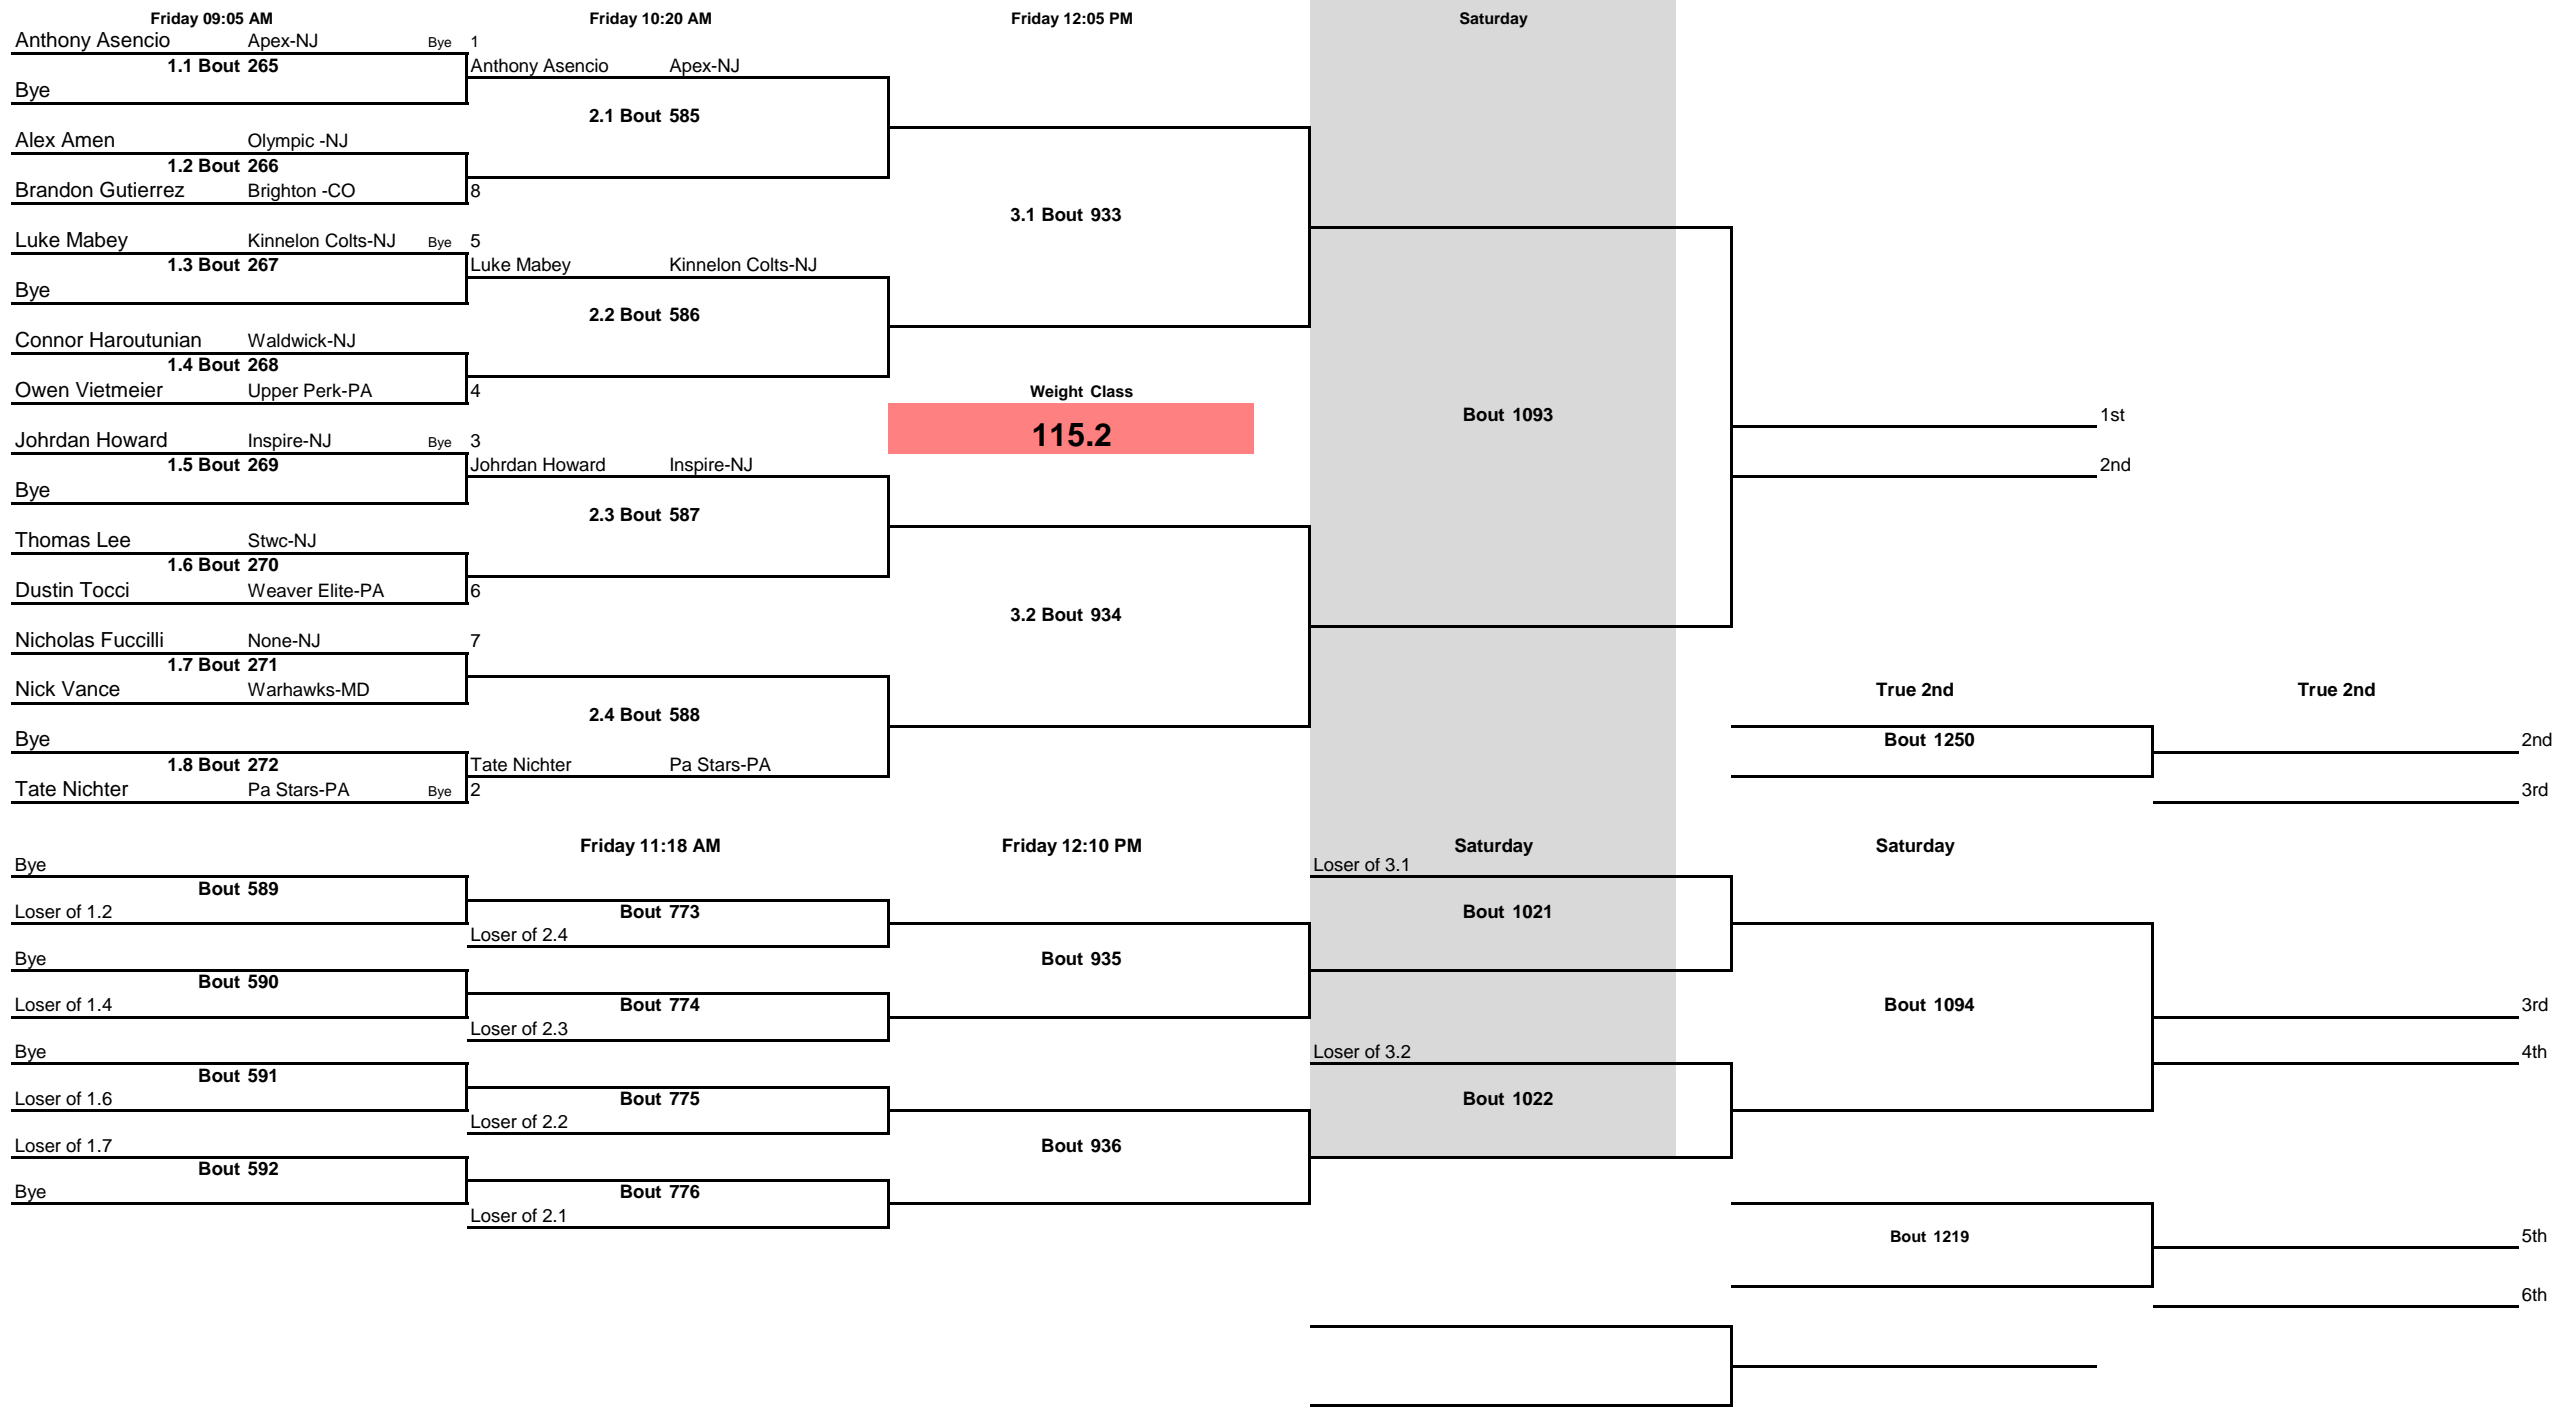 Friday 09:05 AM Friday 10:20 AM Friday 12:05 PM Saturday
Anthony Asencio Apex-NJ Bye 1
1.1 Bout 265 Anthony Asencio Apex-NJ
Bye
2.1 Bout 585
Alex Amen Olympic -NJ
1.2 Bout 266
Brandon Gutierrez Brighton -CO 8
3.1 Bout 933
Luke Mabey Kinnelon Colts-NJ Bye 5
1.3 Bout 267 Luke Mabey Kinnelon Colts-NJ
Bye
2.2 Bout 586
Connor Haroutunian Waldwick-NJ
1.4 Bout 268
Owen Vietmeier Upper Perk-PA 4 Weight Class
Bout 1093 1st
Johrdan Howard Inspire-NJ Bye 3 115.2
1.5 Bout 269 Johrdan Howard Inspire-NJ 2nd
Bye
2.3 Bout 587
Thomas Lee Stwc-NJ
1.6 Bout 270
Dustin Tocci Weaver Elite-PA 6
3.2 Bout 934
Nicholas Fuccilli None-NJ 7
1.7 Bout 271
Nick Vance Warhawks-MD True 2nd True 2nd
2.4 Bout 588
Bye Bout 1250 2nd
1.8 Bout 272 Tate Nichter Pa Stars-PA
Tate Nichter Pa Stars-PA Bye 2 3rd
Friday 11:18 AM Friday 12:10 PM Saturday Saturday
Bye Loser of 3.1
Bout 589
Loser of 1.2 Bout 773 Bout 1021
Loser of 2.4
Bye Bout 935
Bout 590
Loser of 1.4 Bout 774 Bout 1094 3rd
Loser of 2.3
Bye Loser of 3.2 4th
Bout 591
Loser of 1.6 Bout 775 Bout 1022
Loser of 2.2
Loser of 1.7 Bout 936
Bout 592
Bye Bout 776
Loser of 2.1
Bout 1219 5th
6th